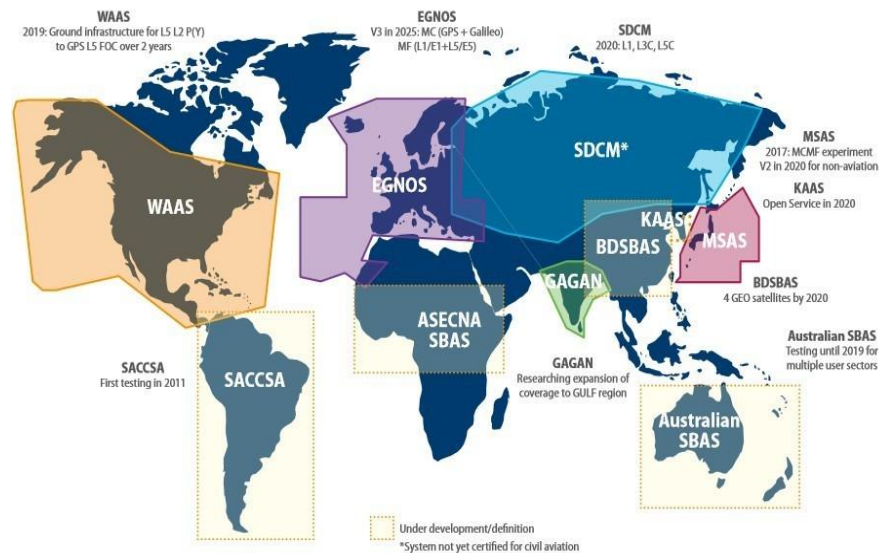 WAAS
2019: Ground infrastructure for L5 L2 P(Y)
to GPS L5 FOC over 2 years
EGNOS
V3 in 2025: MC (GPS + Galileo)
MF (L1/E1+L5/E5)
SDCM
2020: L1, L3C, L5C
MSAS
2017: MCMF experiment
V2 in 2020 for non-aviation
KAAS
Open Service in 2020
SDCM*
EGNOS
WAAS
KAAS
BDSBAS
MSAS
GAGAN
BDSBAS
4 GEO satellites by 2020
ASECNA
SBAS
Australian SBAS
Testing until 2019 for
multiple user sectors
SACCSA
First testing in 2011
SACCSA
GAGAN
Researching expansion of
coverage to GULF region
Australian
SBAS
Under development/definition
*System not yet certified for civil aviation